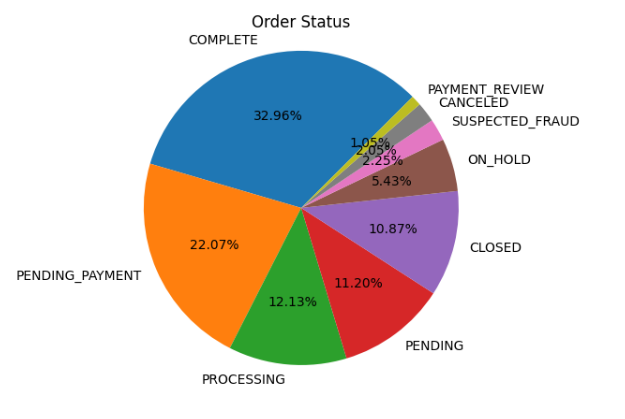 Order Status
COMPLETE
32.96%
PENDING_PAYMENT
22.07%
PROCESSING
12.13%
PENDING
11.20%
CLOSED
10.87%
ON_HOLD
5.43%
SUSPECTED_FRAUD
2.25%
CANCELED
2.05%
PAYMENT_REVIEW
1.05%